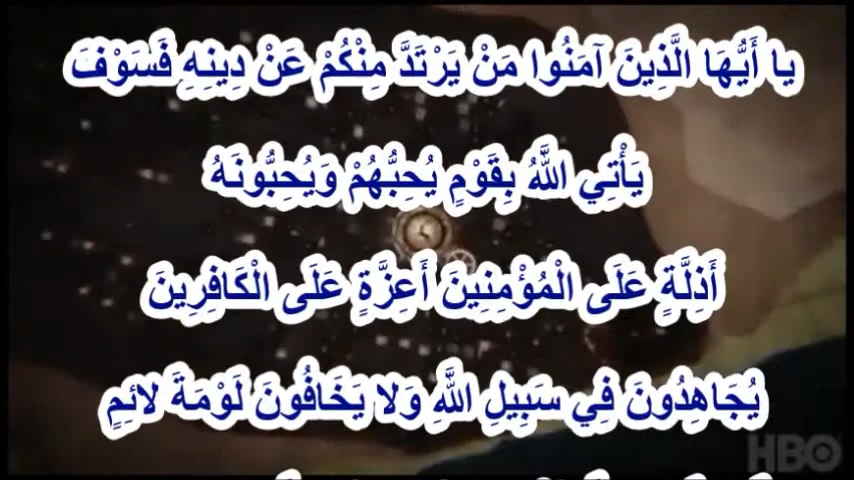 يا أَيُّهَا الَّذِينَ آمَنُوا مَنْ يَرْتَدَّ مِنْكُمْ عَنْ دِينِهِ فَسَوْفَ
يَأْتِي اللَّهُ بِقَوْمٍ يُحِبُّهُمْ وَيُحِبُّونَهُ
أَذِلَّةٍ عَلَى الْمُؤْمِنِينَ أَعِزَّةٍ عَلَى الْكَافِرِينَ
يُجَاهِدُونَ فِي سَبِيلِ اللَّهِ وَلا يَخَافُونَ لَوْمَةَ لائِمٍ
HBO